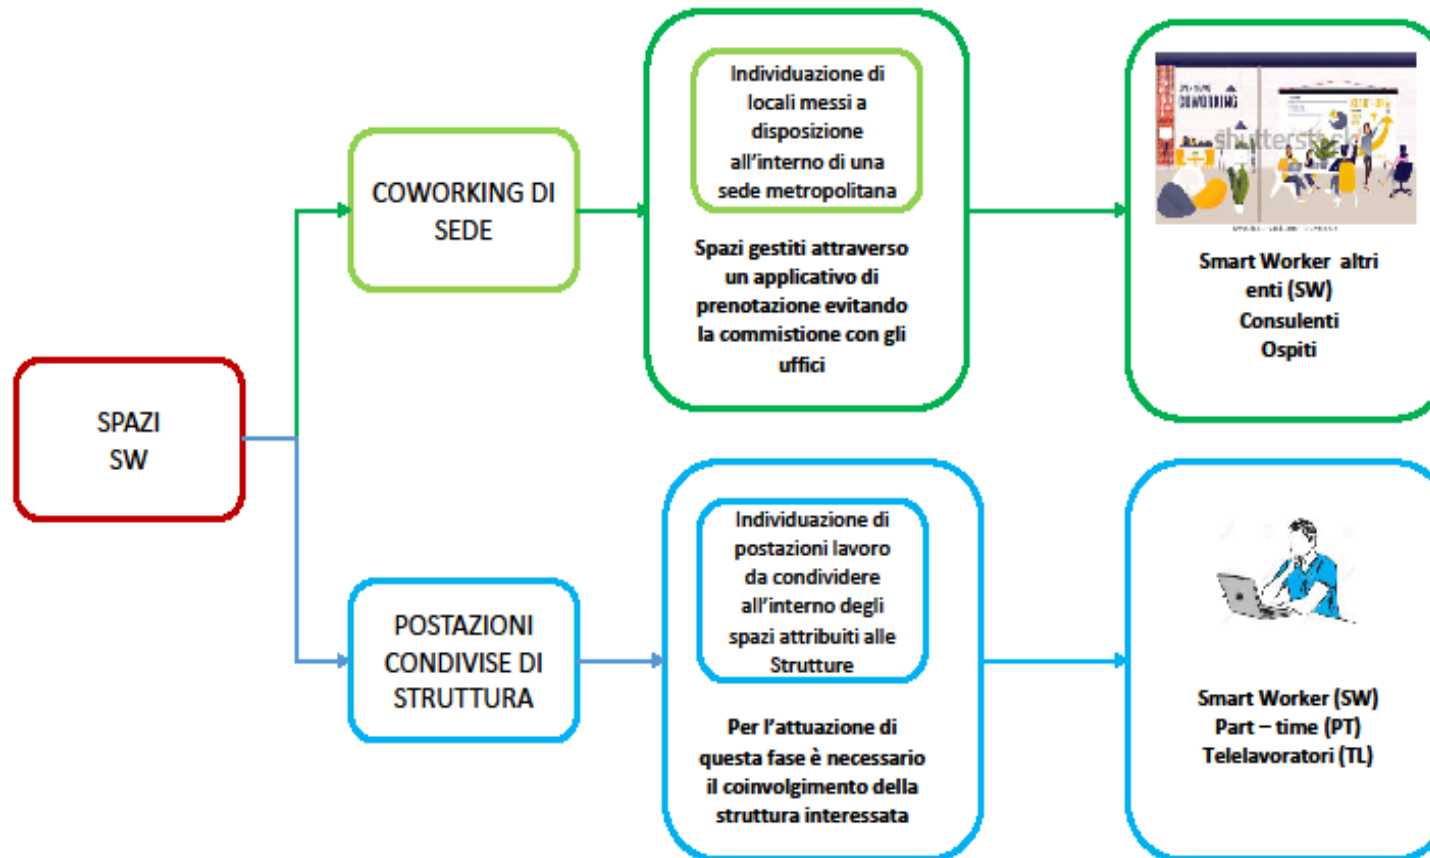 SPAZI
SW
COWORKING DI
SEDE
Individuazione di
locali messi a
disposizione
all'interno di una
sede metropolitana
Spazi gestiti attraverso
un applicativo di
prenotazione evitando
la commistione con gli
uffici
COWORKING
shutterstock
Smart Worker altri
enti (SW)
Consulenti
Ospiti
POSTAZIONI
CONDIVISE DI
STRUTTURA
Individuazione di
postazioni lavoro
da condividere
all'interno degli
spazi attribuiti alle
Strutture
Per l'attuazione di
questa fase è necessario
il coinvolgimento della
struttura interessata
Smart Worker (SW)
Part – time (PT)
Telelavoratori (TL)